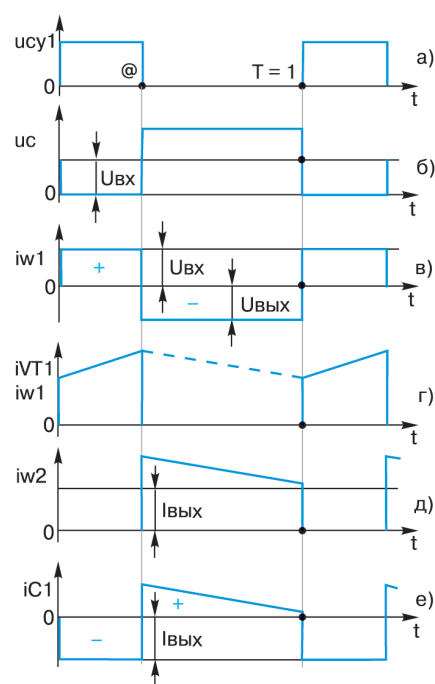 ucy1
@
T = 1
а)
0
t
uc
Uвх
б)
0
t
iw1
+
Uвх
в)
0
–
Uвых
t
iVT1
iw1
г)
0
t
iw2
Iвых
д)
0
t
iC1
+
е)
0
–
Iвых
t